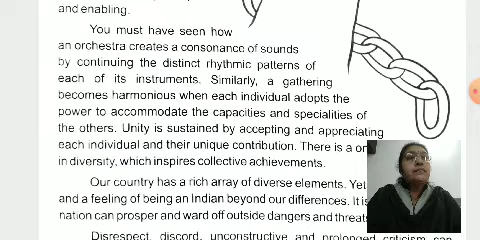 and enabling.
You must have seen how
an orchestra creates a consonance of sounds
by continuing the distinct rhythmic patterns of
each of its instruments. Similarly, a gathering
becomes harmonious when each individual adopts the
power to accommodate the capacities and specialities of
the others. Unity is sustained by accepting and appreciating
each individual and their unique contribution. There is a
in diversity, which inspires collective achievements.
Our country has a rich array of diverse elements. Yet
and a feeling of being an Indian beyond our differences. It is
nation can prosper and ward off outside dangers and threats
Disrespect, discord, unconstructive and prolonged criticism can